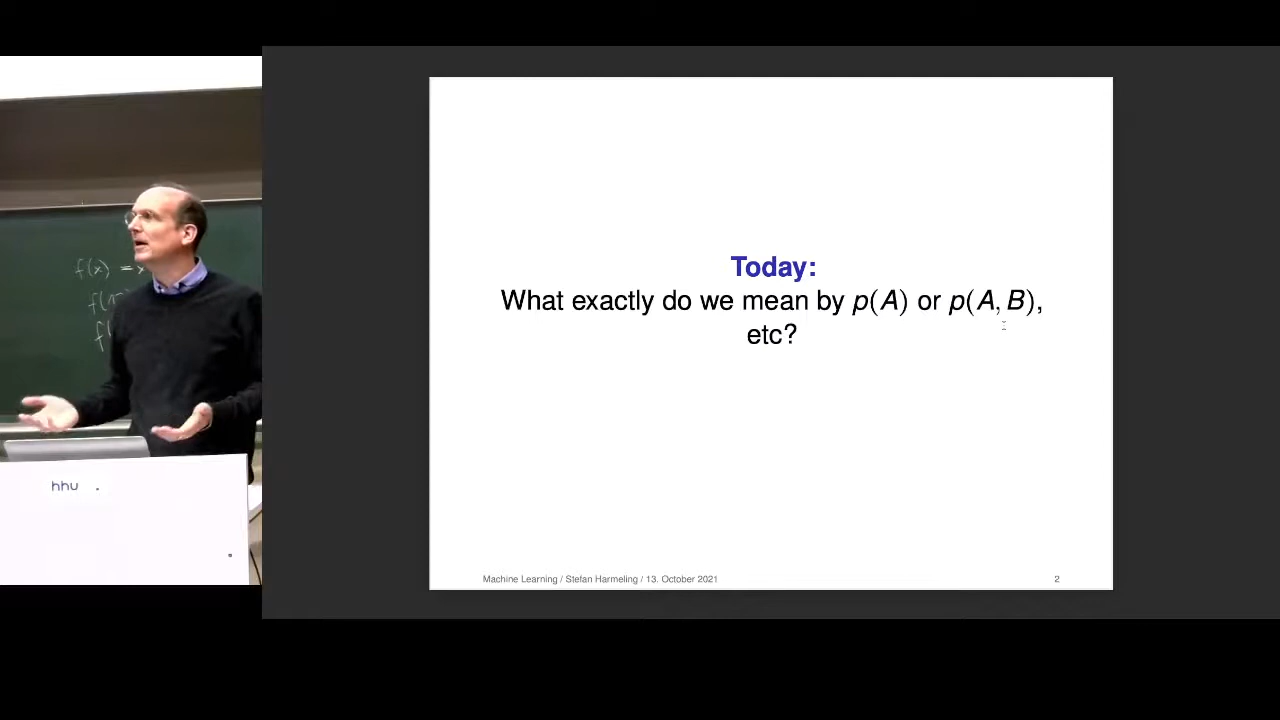 f(x) = x
hhu .
Today:
What exactly do we mean by p(A) or p(A, B),
etc?
Machine Learning / Stefan Harmeling / 13. October 2021
2